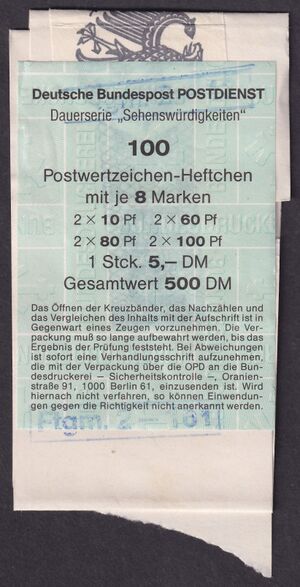 Deutsche Bundespost POSTDIENST
Dauerserie „Sehenswürdigkeiten"
100
Postwertzeichen-Heftchen
mit je 8 Marken
2 × 10 Pf 2 × 60 Pf
2 × 80 Pf 2 × 100 Pf
1 Stck. 5,– DM
Gesamtwert 500 DM
Das Öffnen der Kreuzbänder, das Nachzählen und
das Vergleichen des Inhalts mit der Aufschrift ist in
Gegenwart eines Zeugen vorzunehmen. Die Ver-
packung muß so lange aufbewahrt werden, bis das
Ergebnis der Prüfung feststeht. Bei Abweichungen
ist sofort eine Verhandlungsschrift aufzunehmen,
die mit der Verpackung über die OPD an die Bun-
desdruckerei – Sicherheitskontrolle –, Oranien-
straße 91, 1000 Berlin 61, einzusenden ist. Wird
hiernach nicht verfahren, so können Einwendun-
gen gegen die Richtigkeit nicht anerkannt werden.
Ftgm. 2 – 101